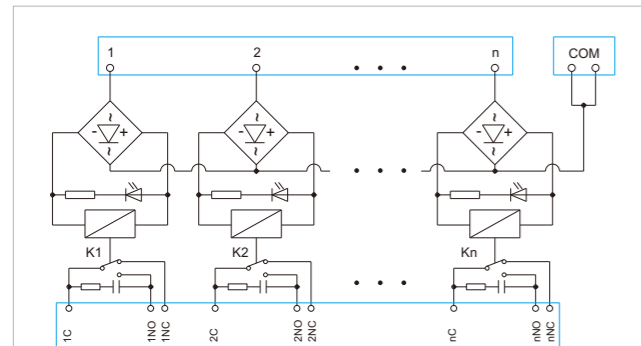 1 2 • • • n COM
~ ~ ~
- + - + - +
~ ~ ~
• • •
K1 K2 Kn
• • •
1C 1NO 1NC 2C 2NO 2NC nC nNO nNC